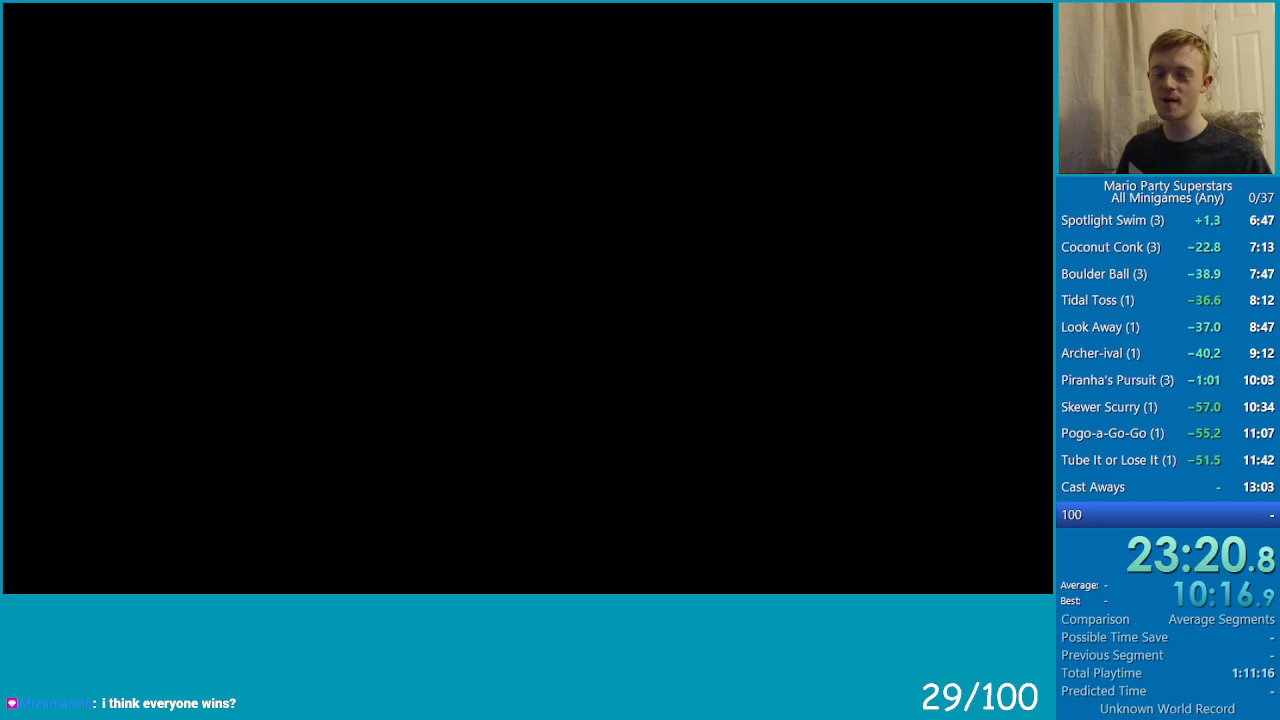 Mario Party Superstars
All Minigames (Any) 0/37
Spotlight Swim (3) +1.3 6:47
Coconut Conk (3) −22.8 7:13
Boulder Ball (3) −38.9 7:47
Tidal Toss (1) −36.6 8:12
Look Away (1) −37.0 8:47
Archer-ival (1) −40.2 9:12
Piranha's Pursuit (3) −1:01 10:03
Skewer Scurry (1) −57.0 10:34
Pogo-a-Go-Go (1) −55.2 11:07
Tube It or Lose It (1) −51.5 11:42
Cast Aways - 13:03
100 -
23:20.8
Average: -
Best: -
10:16.9
Comparison Average Segments
Possible Time Save -
Previous Segment -
Total Playtime 1:11:16
Predicted Time -
Unknown World Record
29/100
: i think everyone wins?